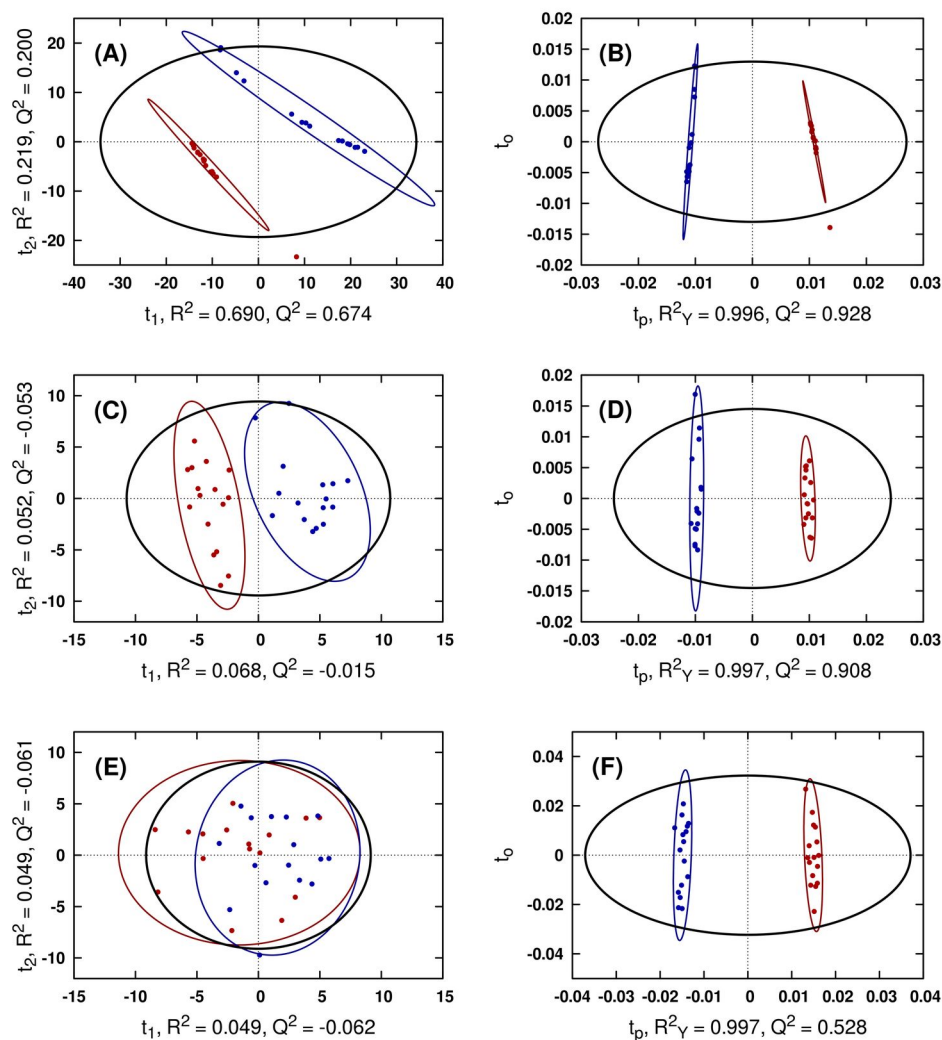 (A)
t2, R2 = 0.219, Q2 = 0.200
20
10
0
-10
-20
-40 -30 -20 -10 0 10 20 30 40
t1, R2 = 0.690, Q2 = 0.674
(B)
to
0.02
0.015
0.01
0.005
0
-0.005
-0.01
-0.015
-0.02
-0.03 -0.02 -0.01 0 0.01 0.02 0.03
tp, R2Y = 0.996, Q2 = 0.928
(C)
t2, R2 = 0.052, Q2 = -0.053
10
5
0
-5
-10
-15 -10 -5 0 5 10 15
t1, R2 = 0.068, Q2 = -0.015
(D)
to
0.02
0.015
0.01
0.005
0
-0.005
-0.01
-0.015
-0.02
-0.03 -0.02 -0.01 0 0.01 0.02 0.03
tp, R2Y = 0.997, Q2 = 0.908
(E)
t2, R2 = 0.049, Q2 = -0.061
10
5
0
-5
-10
-15 -10 -5 0 5 10 15
t1, R2 = 0.049, Q2 = -0.062
(F)
to
0.04
0.02
0
-0.02
-0.04
-0.04 -0.03 -0.02 -0.01 0 0.01 0.02 0.03 0.04
tp, R2Y = 0.997, Q2 = 0.528